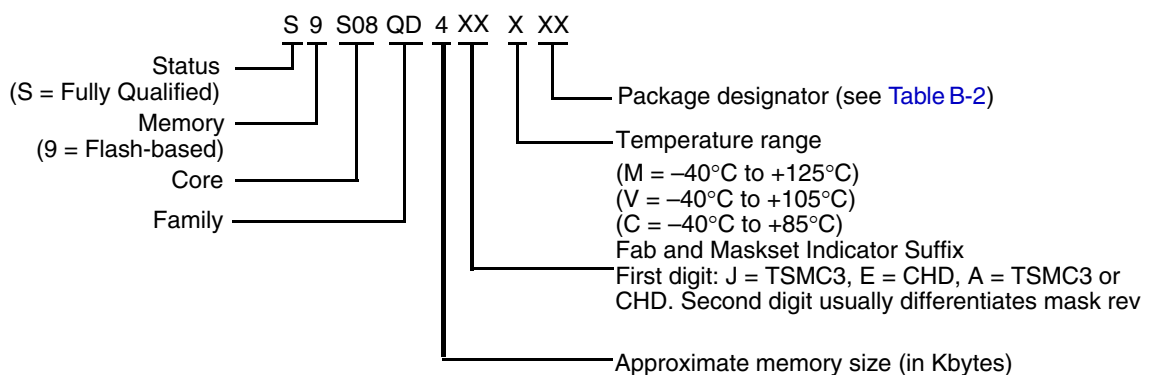 S 9 S08 QD 4 XX X XX
Status
(S = Fully Qualified)
Memory
(9 = Flash-based)
Core
Family
Package designator (see Table B-2)
Temperature range
(M = –40°C to +125°C)
(V = –40°C to +105°C)
(C = –40°C to +85°C)
Fab and Maskset Indicator Suffix
First digit: J = TSMC3, E = CHD, A = TSMC3 or
CHD. Second digit usually differentiates mask rev
Approximate memory size (in Kbytes)